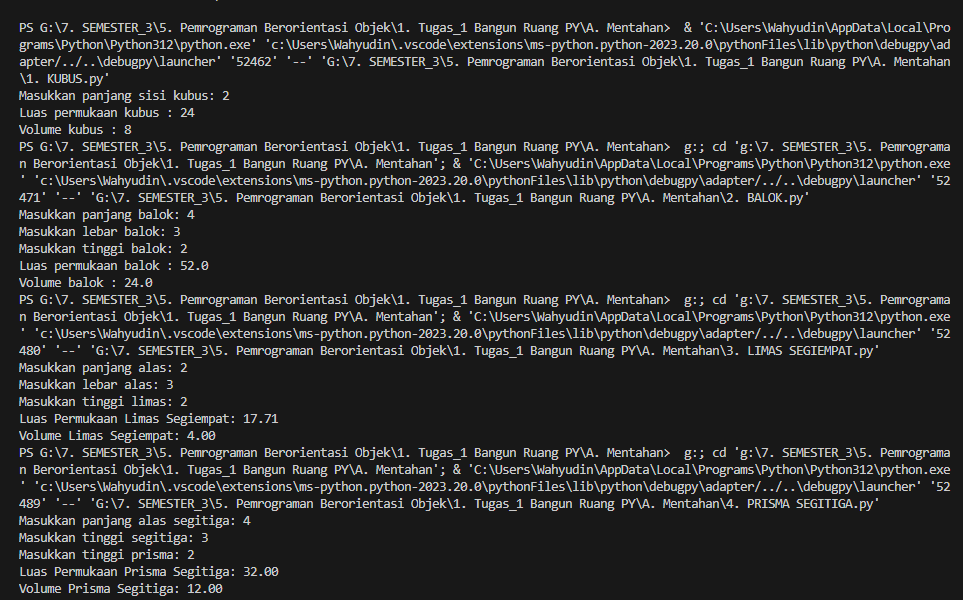 PS G:\7. SEMESTER_3\5. Pemrograman Berorientasi Objek\1. Tugas_1 Bangun Ruang PY\A. Mentahan>  & 'C:\Users\Wahyudin\AppData\Local\Pro
grams\Python\Python312\python.exe' 'c:\Users\Wahyudin\.vscode\extensions\ms-python.python-2023.20.0\pythonFiles\lib\python\debugpy\ad
apter/../..\debugpy\launcher' '52462' '--' 'G:\7. SEMESTER_3\5. Pemrograman Berorientasi Objek\1. Tugas_1 Bangun Ruang PY\A. Mentahan
\1. KUBUS.py'
Masukkan panjang sisi kubus: 2
Luas permukaan kubus : 24
Volume kubus : 8
PS G:\7. SEMESTER_3\5. Pemrograman Berorientasi Objek\1. Tugas_1 Bangun Ruang PY\A. Mentahan>  g:; cd 'g:\7. SEMESTER_3\5. Pemrograma
n Berorientasi Objek\1. Tugas_1 Bangun Ruang PY\A. Mentahan'; & 'C:\Users\Wahyudin\AppData\Local\Programs\Python\Python312\python.exe
' 'c:\Users\Wahyudin\.vscode\extensions\ms-python.python-2023.20.0\pythonFiles\lib\python\debugpy\adapter/../..\debugpy\launcher' '52
471' '--' 'G:\7. SEMESTER_3\5. Pemrograman Berorientasi Objek\1. Tugas_1 Bangun Ruang PY\A. Mentahan\2. BALOK.py'
Masukkan panjang balok: 4
Masukkan lebar balok: 3
Masukkan tinggi balok: 2
Luas permukaan balok : 52.0
Volume balok : 24.0
PS G:\7. SEMESTER_3\5. Pemrograman Berorientasi Objek\1. Tugas_1 Bangun Ruang PY\A. Mentahan>  g:; cd 'g:\7. SEMESTER_3\5. Pemrograma
n Berorientasi Objek\1. Tugas_1 Bangun Ruang PY\A. Mentahan'; & 'C:\Users\Wahyudin\AppData\Local\Programs\Python\Python312\python.exe
' 'c:\Users\Wahyudin\.vscode\extensions\ms-python.python-2023.20.0\pythonFiles\lib\python\debugpy\adapter/../..\debugpy\launcher' '52
480' '--' 'G:\7. SEMESTER_3\5. Pemrograman Berorientasi Objek\1. Tugas_1 Bangun Ruang PY\A. Mentahan\3. LIMAS SEGIEMPAT.py'
Masukkan panjang alas: 2
Masukkan lebar alas: 3
Masukkan tinggi limas: 2
Luas Permukaan Limas Segiempat: 17.71
Volume Limas Segiempat: 4.00
PS G:\7. SEMESTER_3\5. Pemrograman Berorientasi Objek\1. Tugas_1 Bangun Ruang PY\A. Mentahan>  g:; cd 'g:\7. SEMESTER_3\5. Pemrograma
n Berorientasi Objek\1. Tugas_1 Bangun Ruang PY\A. Mentahan'; & 'C:\Users\Wahyudin\AppData\Local\Programs\Python\Python312\python.exe
' 'c:\Users\Wahyudin\.vscode\extensions\ms-python.python-2023.20.0\pythonFiles\lib\python\debugpy\adapter/../..\debugpy\launcher' '52
489' '--' 'G:\7. SEMESTER_3\5. Pemrograman Berorientasi Objek\1. Tugas_1 Bangun Ruang PY\A. Mentahan\4. PRISMA SEGITIGA.py'
Masukkan panjang alas segitiga: 4
Masukkan tinggi segitiga: 3
Masukkan tinggi prisma: 2
Luas Permukaan Prisma Segitiga: 32.00
Volume Prisma Segitiga: 12.00